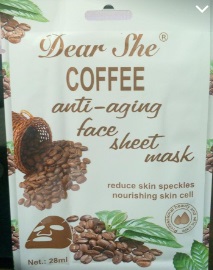 Dear She®
COFFEE
anti-aging
face
sheet
mask
reduce skin speckles
nourishing skin cell
Net.: 28ml